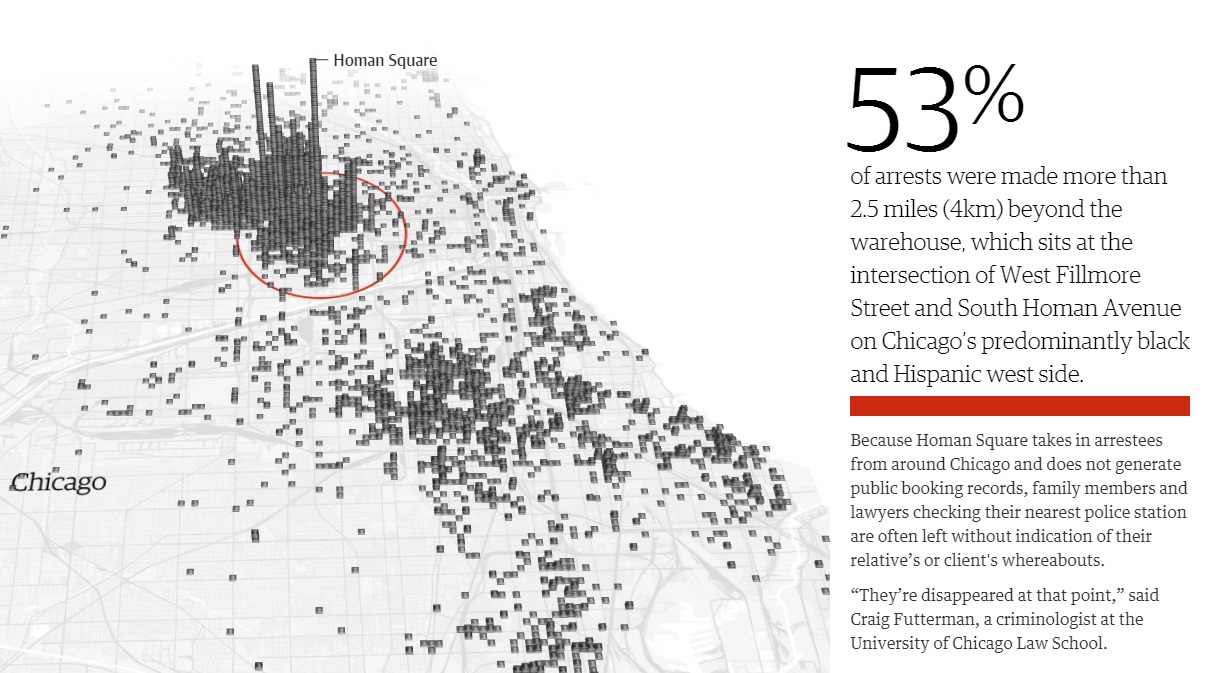 Homan Square
Chicago
53%
of arrests were made more than
2.5 miles (4km) beyond the
warehouse, which sits at the
intersection of West Fillmore
Street and South Homan Avenue
on Chicago's predominantly black
and Hispanic west side.
Because Homan Square takes in arrestees
from around Chicago and does not generate
public booking records, family members and
lawyers checking their nearest police station
are often left without indication of their
relative’s or client's whereabouts.
“They’re disappeared at that point,” said
Craig Futterman, a criminologist at the
University of Chicago Law School.